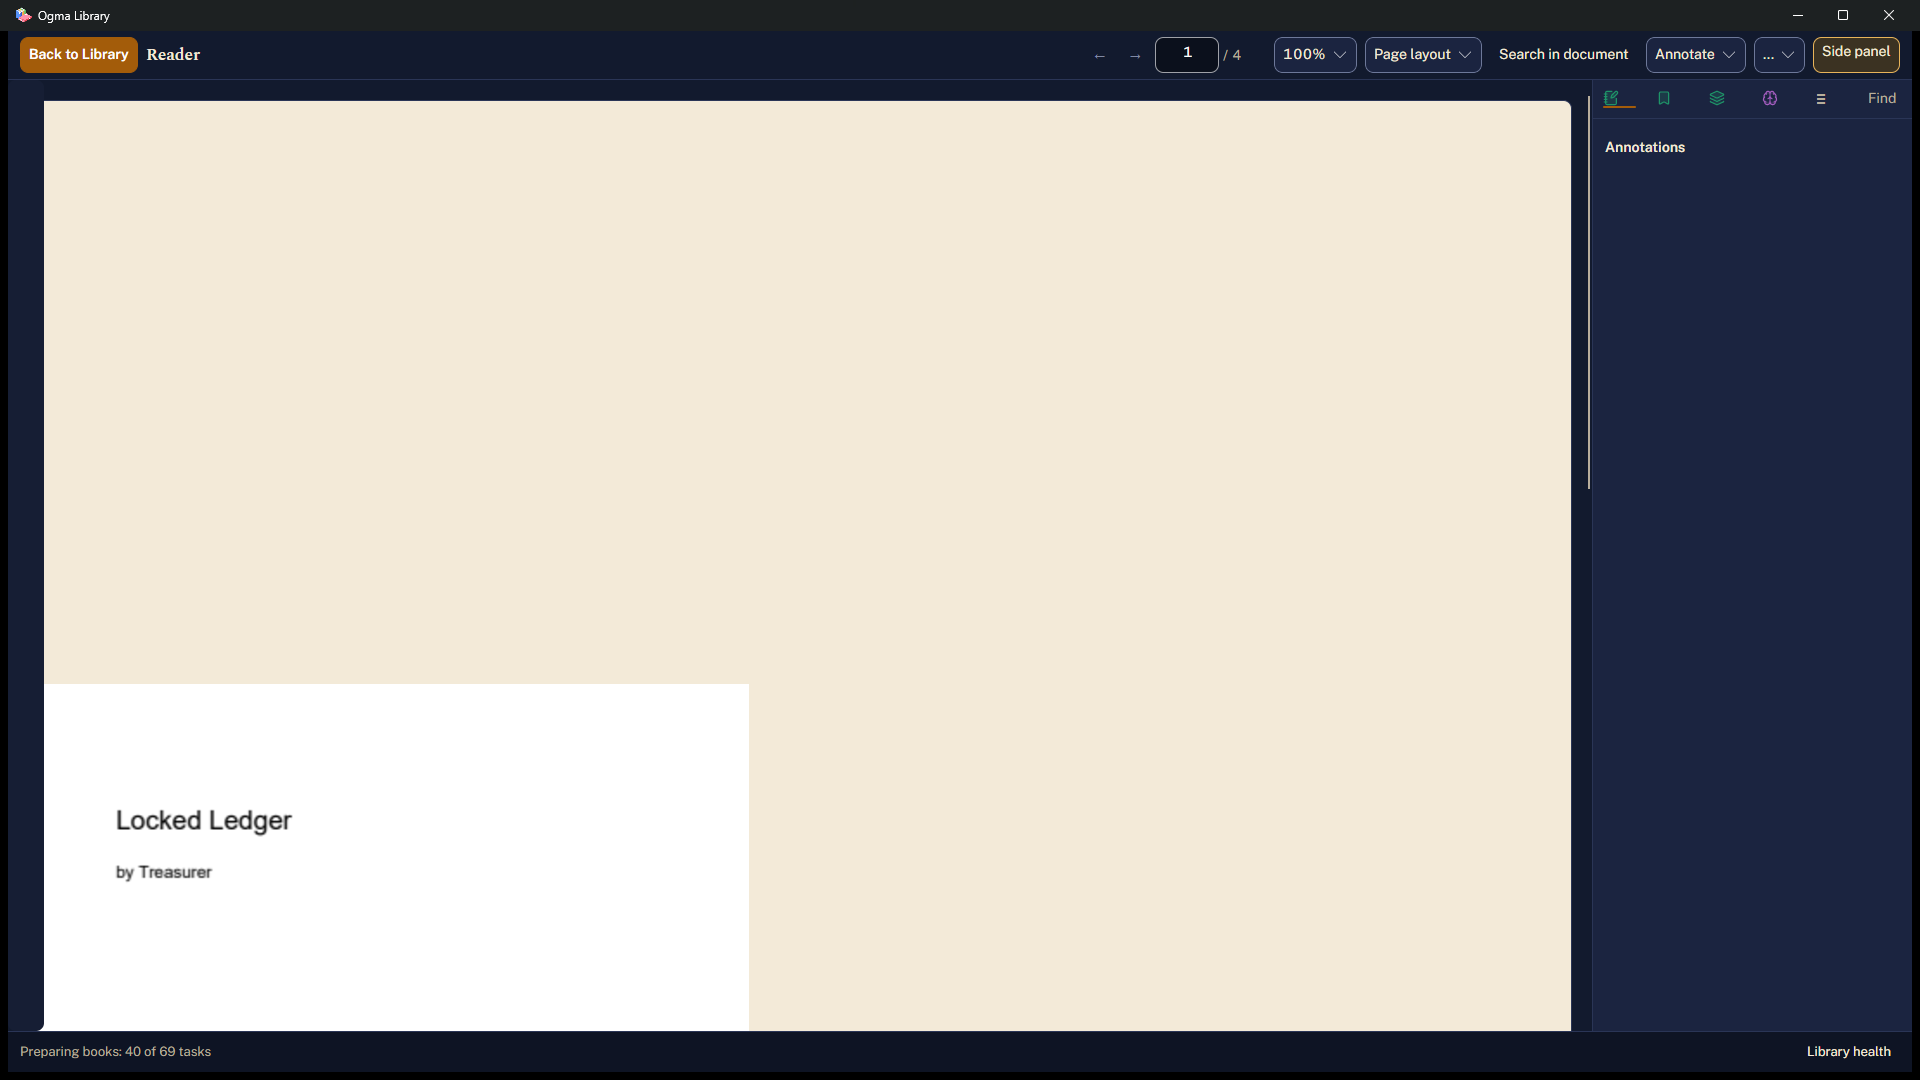 Ogma Library
Back to Library Reader ← → 1 / 4 100% Page layout Search in document Annotate ... Side panel
Find
Annotations
Locked Ledger
by Treasurer
Preparing books: 40 of 69 tasks Library health